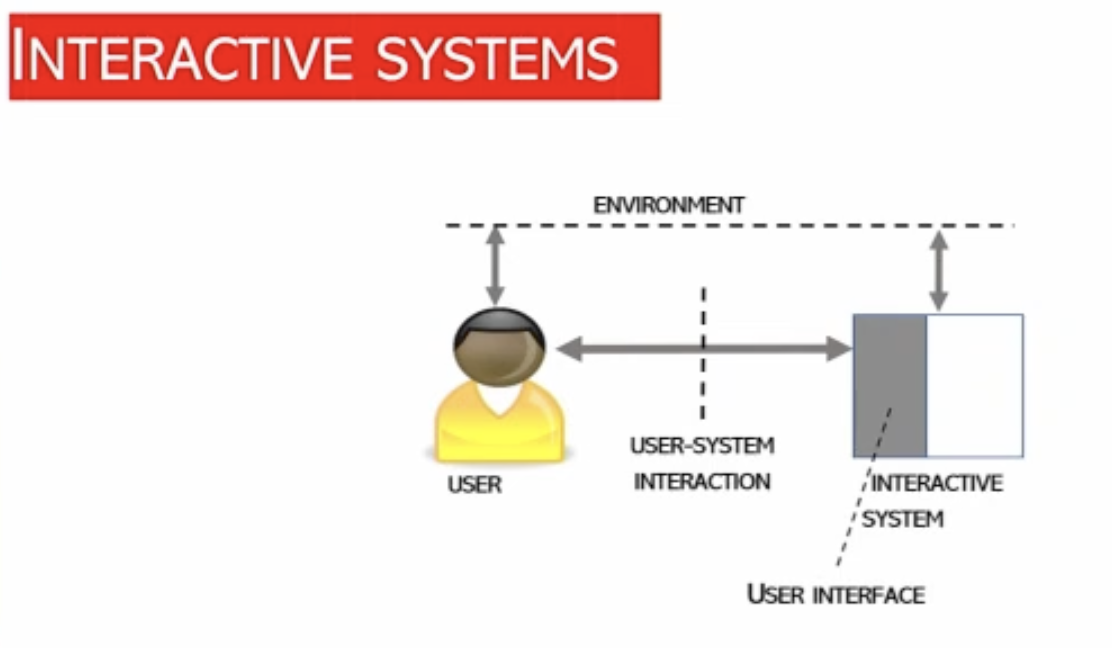 INTERACTIVE SYSTEMS
ENVIRONMENT
USER-SYSTEM
INTERACTION
USER
INTERACTIVE
SYSTEM
USER INTERFACE